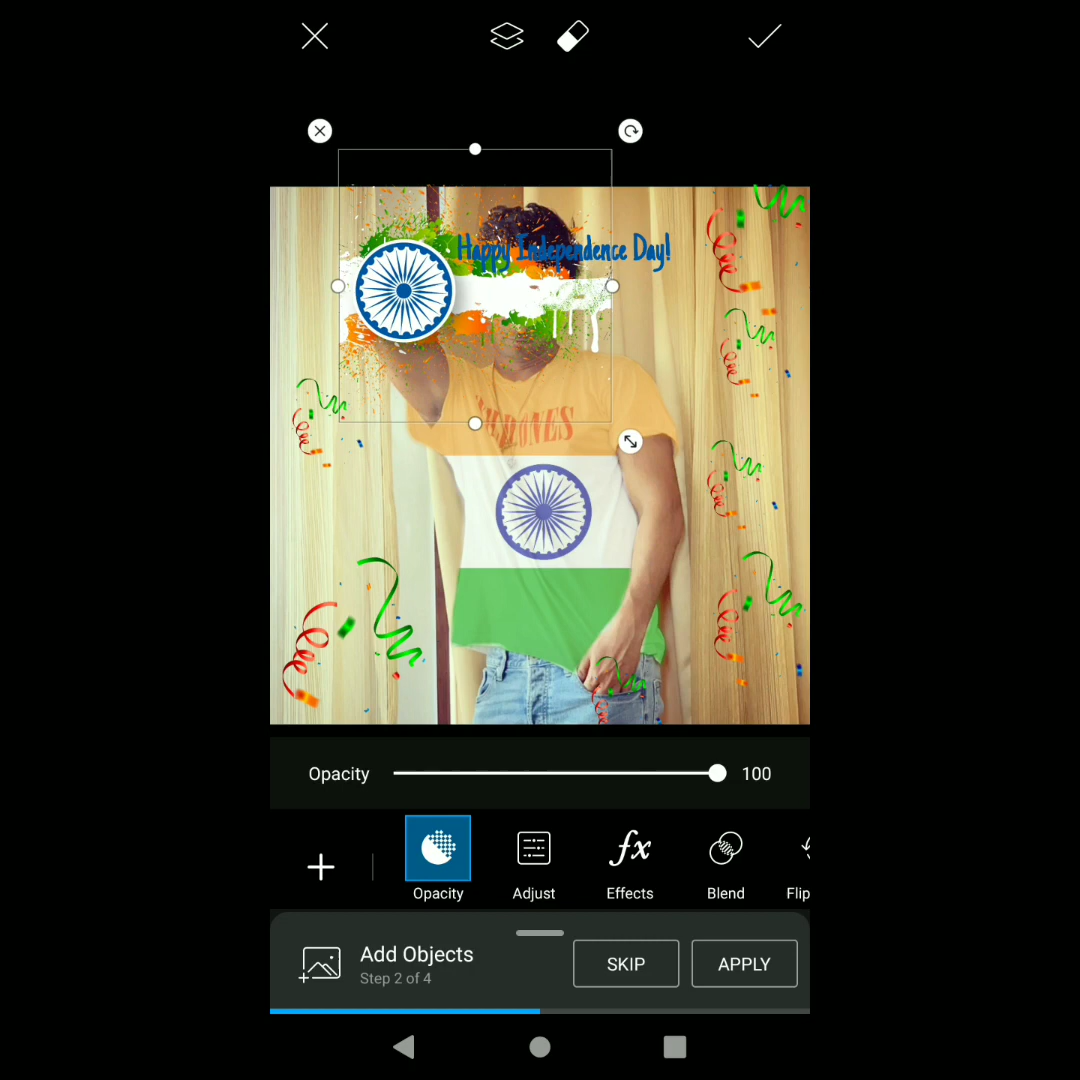 Happy Independence Day!
Opacity
100
Opacity
Adjust
Effects
Blend
Flip
Add Objects
Step 2 of 4
SKIP
APPLY